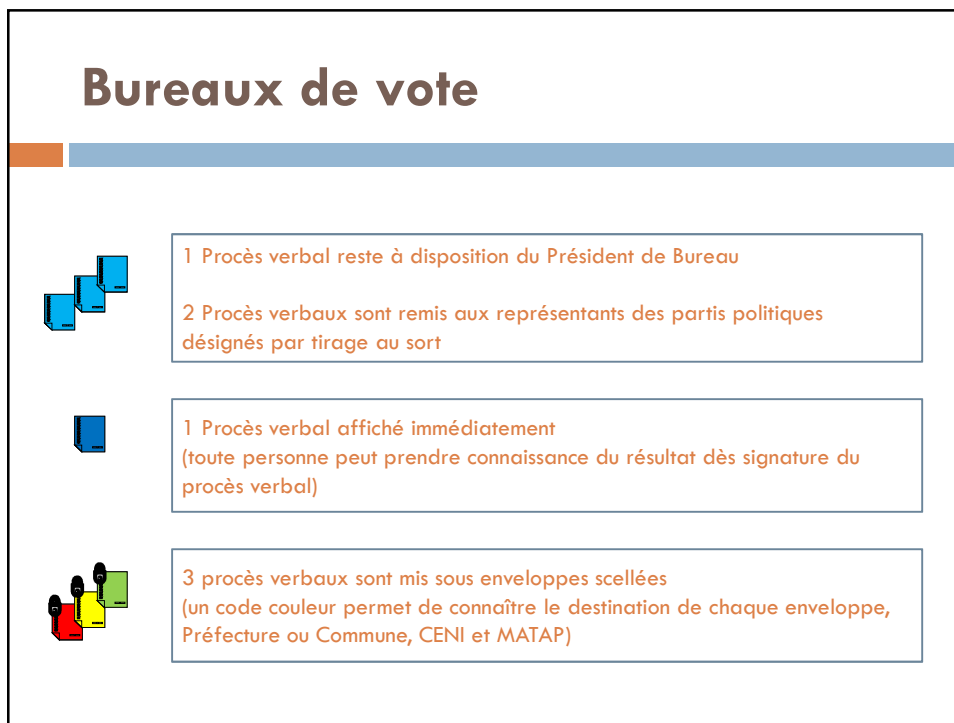 Bureaux de vote
1 Procès verbal reste à disposition du Président de Bureau
2 Procès verbaux sont remis aux représentants des partis politiques
désignés par tirage au sort
1 Procès verbal affiché immédiatement
(toute personne peut prendre connaissance du résultat dès signature du
procès verbal)
3 procès verbaux sont mis sous enveloppes scellées
(un code couleur permet de connaître le destination de chaque enveloppe,
Préfecture ou Commune, CENI et MATAP)